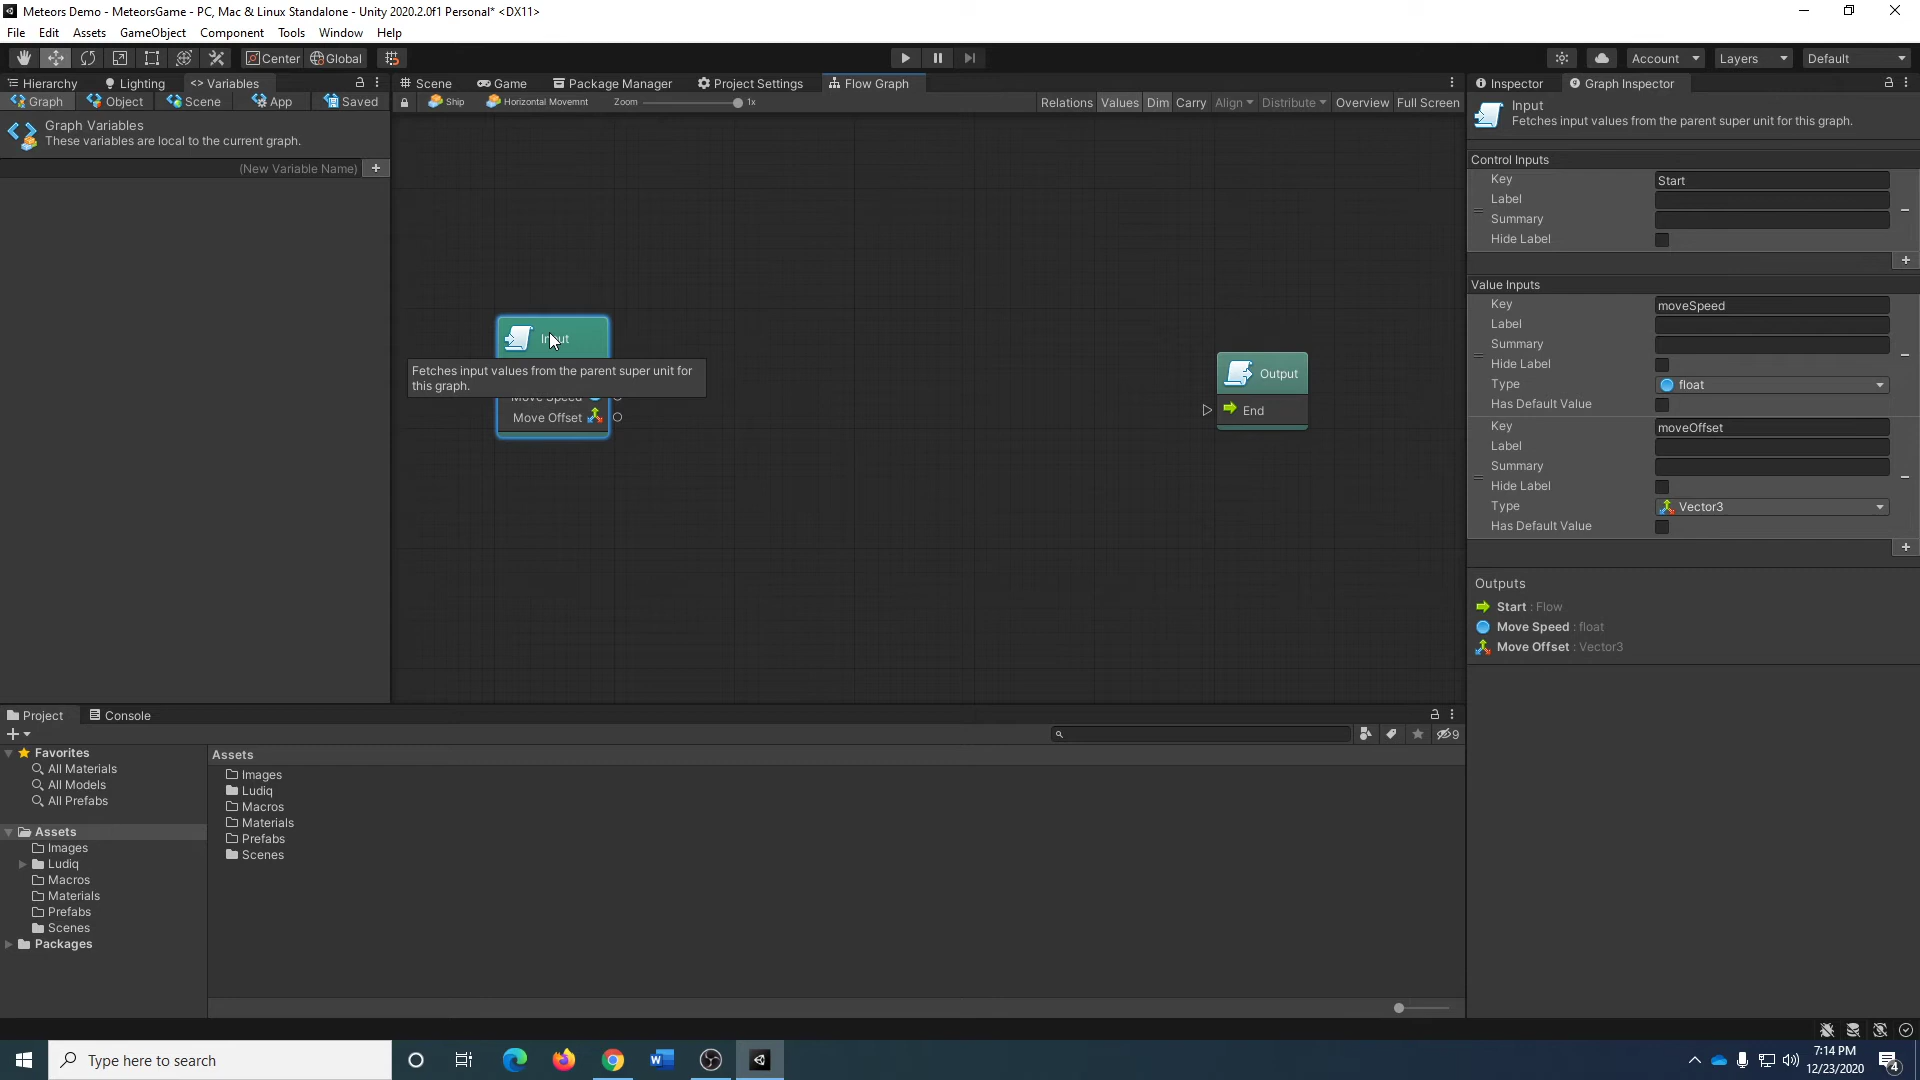 Meteors Demo - MeteorsGame - PC, Mac & Linux Standalone - Unity 2020.2.0f1 Personal* <DX11>
File Edit Assets GameObject Component Tools Window Help
Center Global Account Layers Default
Hierarchy Lighting <> Variables
Graph Object Scene App Saved
Graph Variables
These variables are local to the current graph.
(New Variable Name) +
Scene Game Package Manager Project Settings Flow Graph
Ship Horizontal Movemnt Zoom 1x Relations Values Dim Carry Align Distribute Overview Full Screen
Input
Fetches input values from the parent super unit for
this graph.
Move Speed
Move Offset
Output
End
Inspector Graph Inspector
Input
Fetches input values from the parent super unit for this graph.
Control Inputs
Key Start
Label
Summary
Hide Label
Value Inputs
Key moveSpeed
Label
Summary
Hide Label
Type float
Has Default Value
Key moveOffset
Label
Summary
Hide Label
Type Vector3
Has Default Value
Outputs
Start : Flow
Move Speed : float
Move Offset : Vector3
Project Console
9
Favorites
All Materials
All Models
All Prefabs
Assets
Images
Ludiq
Macros
Materials
Prefabs
Scenes
Packages
Assets
Images
Ludiq
Macros
Materials
Prefabs
Scenes
Type here to search
7:14 PM
12/23/2020
4